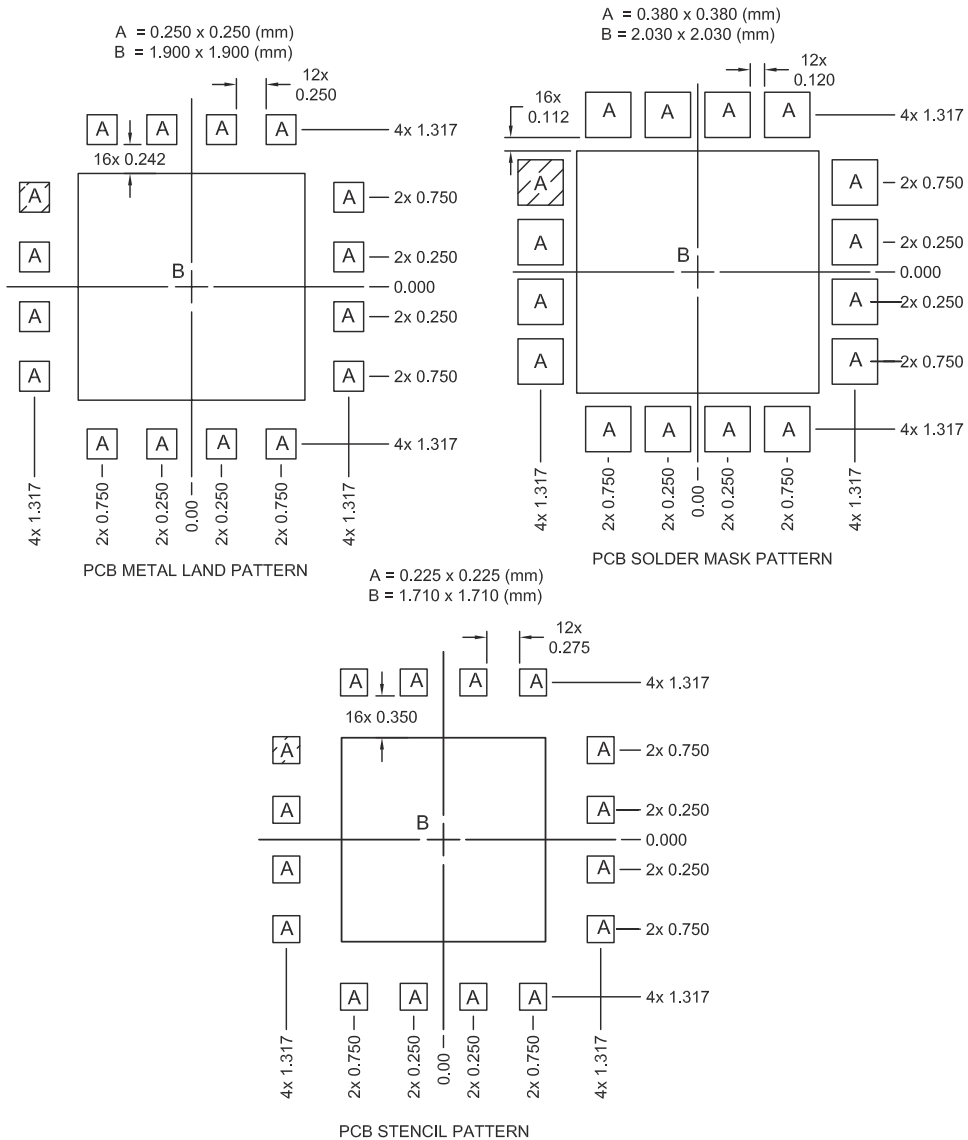 A = 0.250 x 0.250 (mm)
B = 1.900 x 1.900 (mm)
12x
0.250
A A A A
4x 1.317
16x 0.242
A A 2x 0.750
A A 2x 0.250
B
0.000
A A 2x 0.250
A A 2x 0.750
A A A A
4x 1.317
4x 1.317
2x 0.750
2x 0.250
0.00
2x 0.250
2x 0.750
4x 1.317
PCB METAL LAND PATTERN
A = 0.380 x 0.380 (mm)
B = 2.030 x 2.030 (mm)
12x
0.120
16x
0.112
A A A A
4x 1.317
A A 2x 0.750
A A 2x 0.250
B
0.000
A A 2x 0.250
A A 2x 0.750
A A A A
4x 1.317
4x 1.317
2x 0.750
2x 0.250
0.00
2x 0.250
2x 0.750
4x 1.317
PCB SOLDER MASK PATTERN
A = 0.225 x 0.225 (mm)
B = 1.710 x 1.710 (mm)
12x
0.275
A A A A
4x 1.317
16x 0.350
A A 2x 0.750
A A 2x 0.250
B
0.000
A A 2x 0.250
A A 2x 0.750
A A A A
4x 1.317
4x 1.317
2x 0.750
2x 0.250
0.00
2x 0.250
2x 0.750
4x 1.317
PCB STENCIL PATTERN